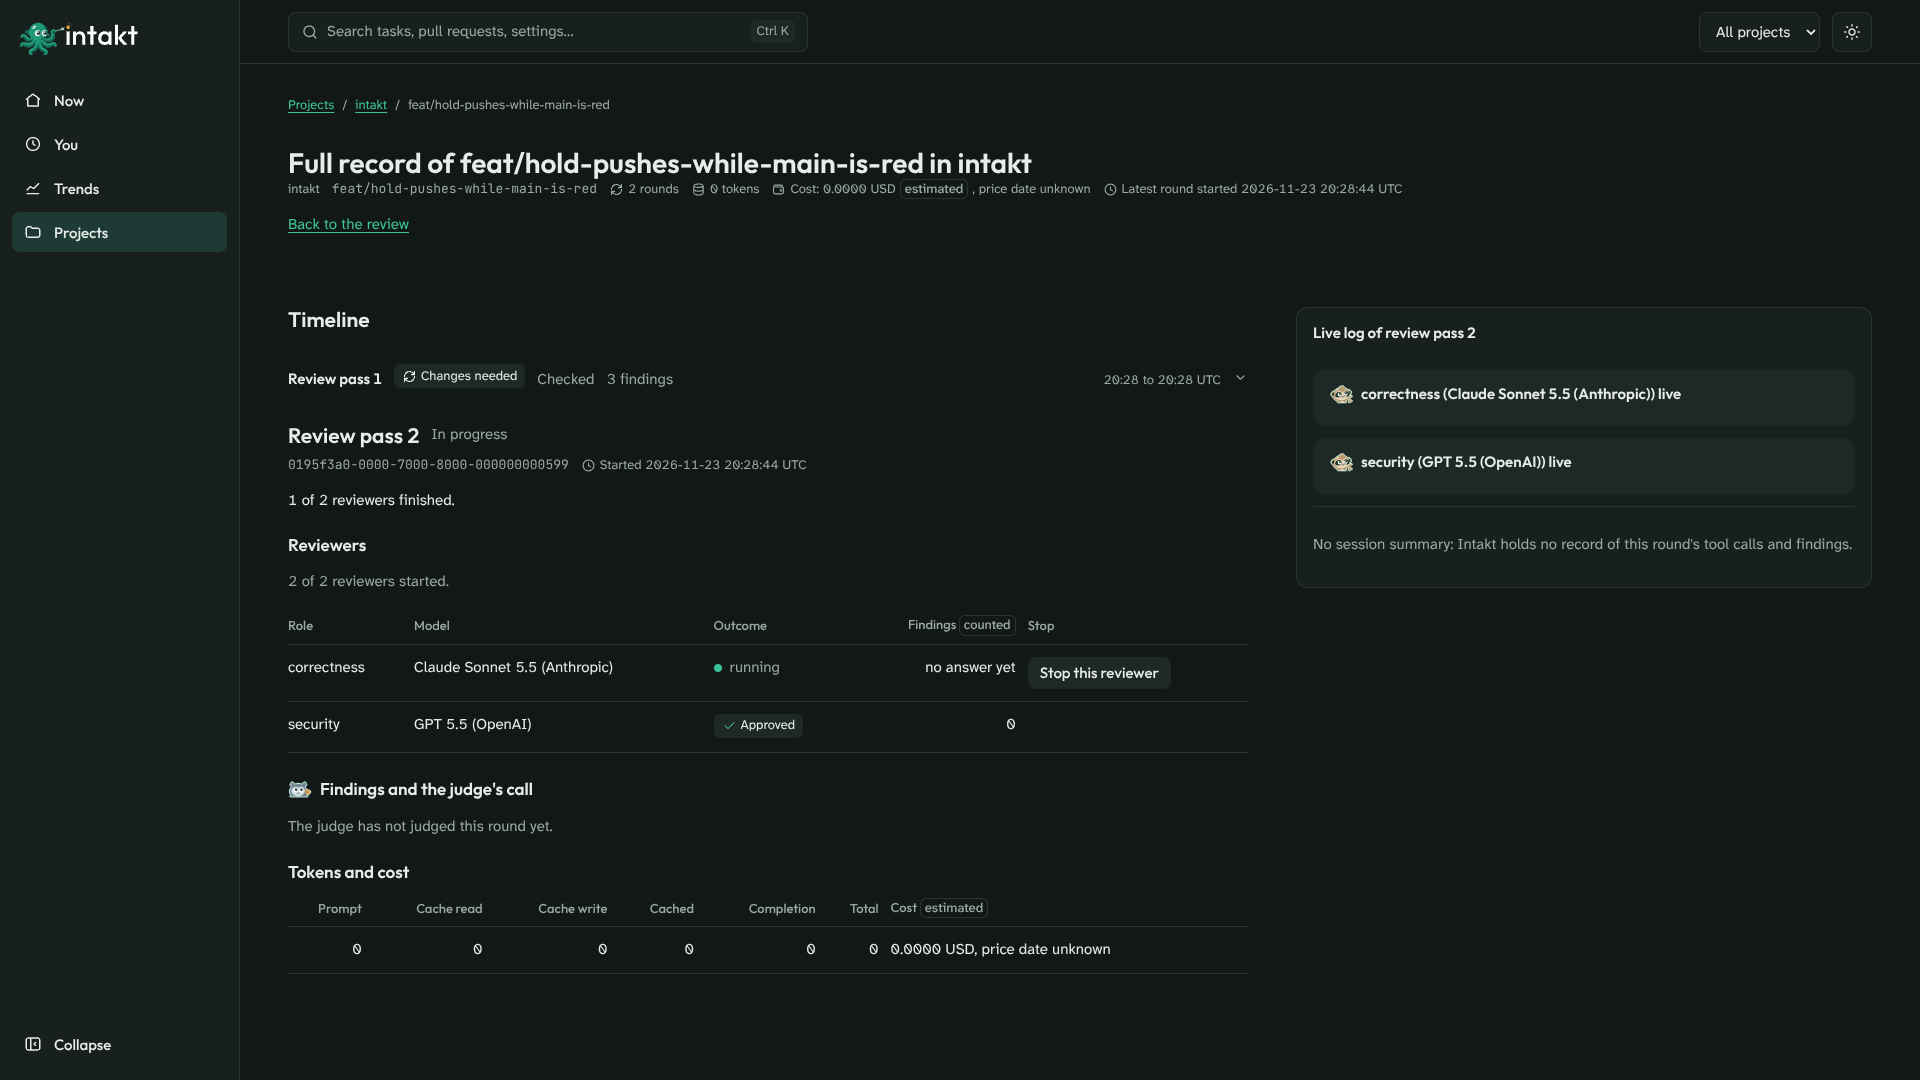 intakt
Search tasks, pull requests, settings...
Ctrl K
All projects
Now
You
Trends
Projects
Collapse
Projects / intakt / feat/hold-pushes-while-main-is-red
Full record of feat/hold-pushes-while-main-is-red in intakt
intakt feat/hold-pushes-while-main-is-red 2 rounds 0 tokens Cost: 0.0000 USD estimated , price date unknown Latest round started 2026-11-23 20:28:44 UTC
Back to the review
Timeline
Review pass 1 Changes needed Checked 3 findings 20:28 to 20:28 UTC
Review pass 2 In progress
0195f3a0-0000-7000-8000-000000000599 Started 2026-11-23 20:28:44 UTC
1 of 2 reviewers finished.
Reviewers
2 of 2 reviewers started.
Role Model Outcome Findings counted Stop
correctness Claude Sonnet 5.5 (Anthropic) running no answer yet Stop this reviewer
security GPT 5.5 (OpenAI) Approved 0
Findings and the judge's call
The judge has not judged this round yet.
Tokens and cost
Prompt Cache read Cache write Cached Completion Total Cost estimated
0 0 0 0 0 0 0.0000 USD, price date unknown
Live log of review pass 2
correctness (Claude Sonnet 5.5 (Anthropic)) live
security (GPT 5.5 (OpenAI)) live
No session summary: Intakt holds no record of this round's tool calls and findings.